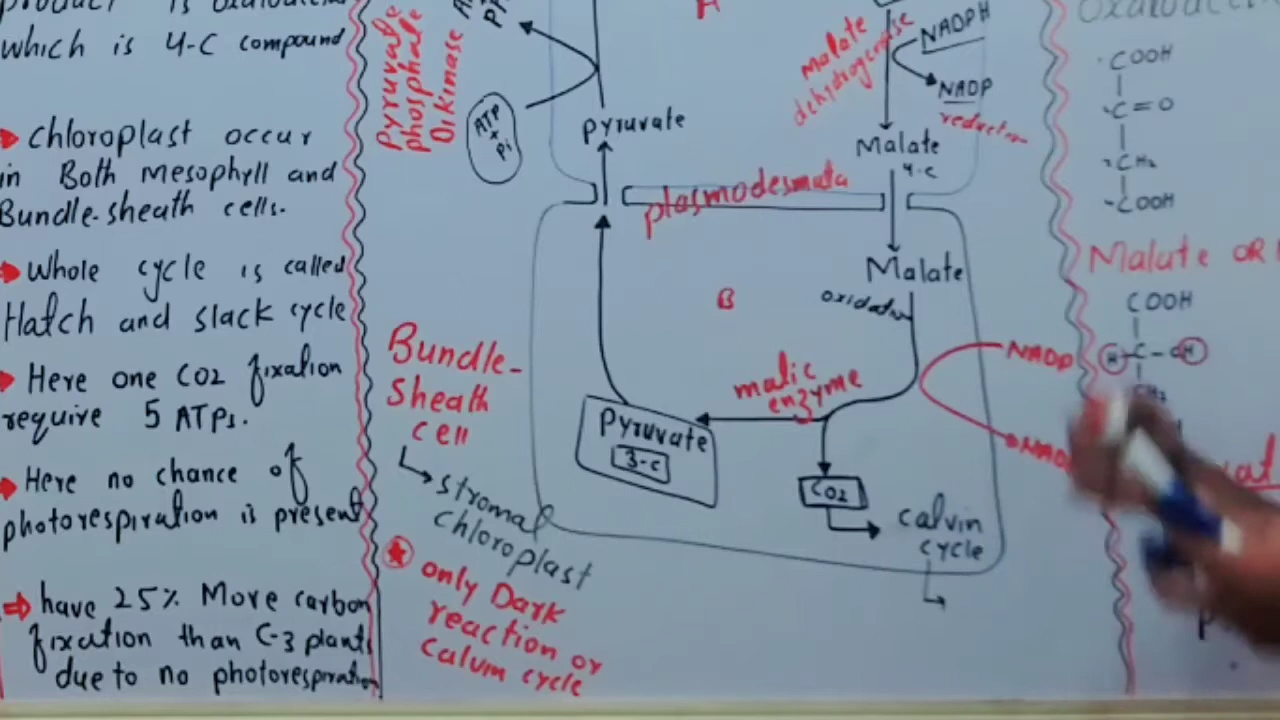 which is 4-C compound
chloroplast occur
in Both mesophyll and
Bundle-sheath cells.
Whole cycle is called
Hatch and slack cycle
Here one CO2 fixation
require 5 ATPs.
Here no chance of
photorespiration is present
have 25% More carbon
fixation than C-3 plants
due to no photorespiration
Pyruvate
phosphate
Dikinase
ATP
+
Pi
pyruvate
Malate
dehydrogenase
NADPH
NADP
reduction
Malate
4-c
plasmodesmata
Malate
oxidation
B
malic
enzyme
NADP
Pyruvate
3-c
CO2
calvin
cycle
Bundle-
Sheath
cell
stromal
chloroplast
only Dark
reaction or
Calvin cycle
COOH
C=O
CH2
COOH
Malate OR
COOH
H-C-OH
CH2